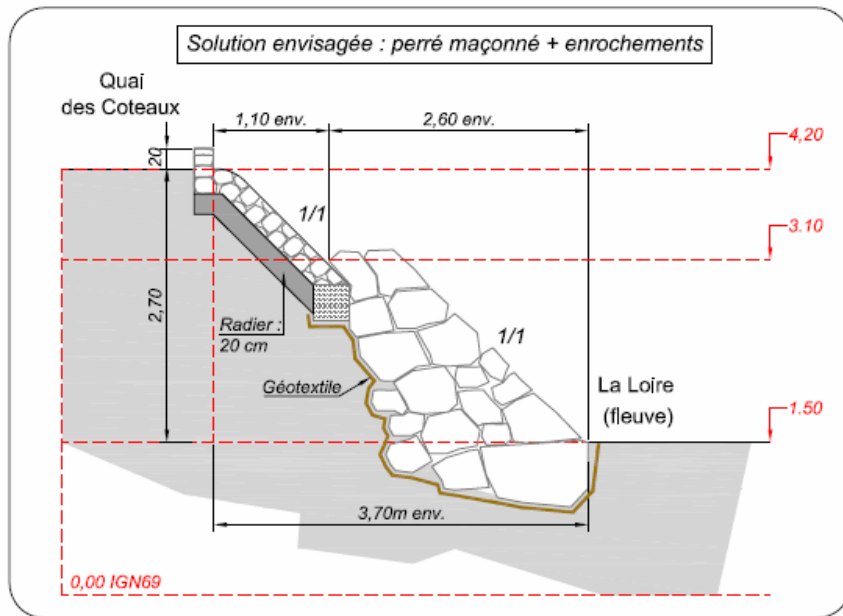 Solution envisagée : perré maçonné + enrochements
Quai
des Coteaux
1,10 env.
2,60 env.
4,20
20
1/1
3.10
2,70
Radier :
20 cm
1/1
Géotextile
La Loire
(fleuve)
1.50
3,70m env.
0,00 IGN69